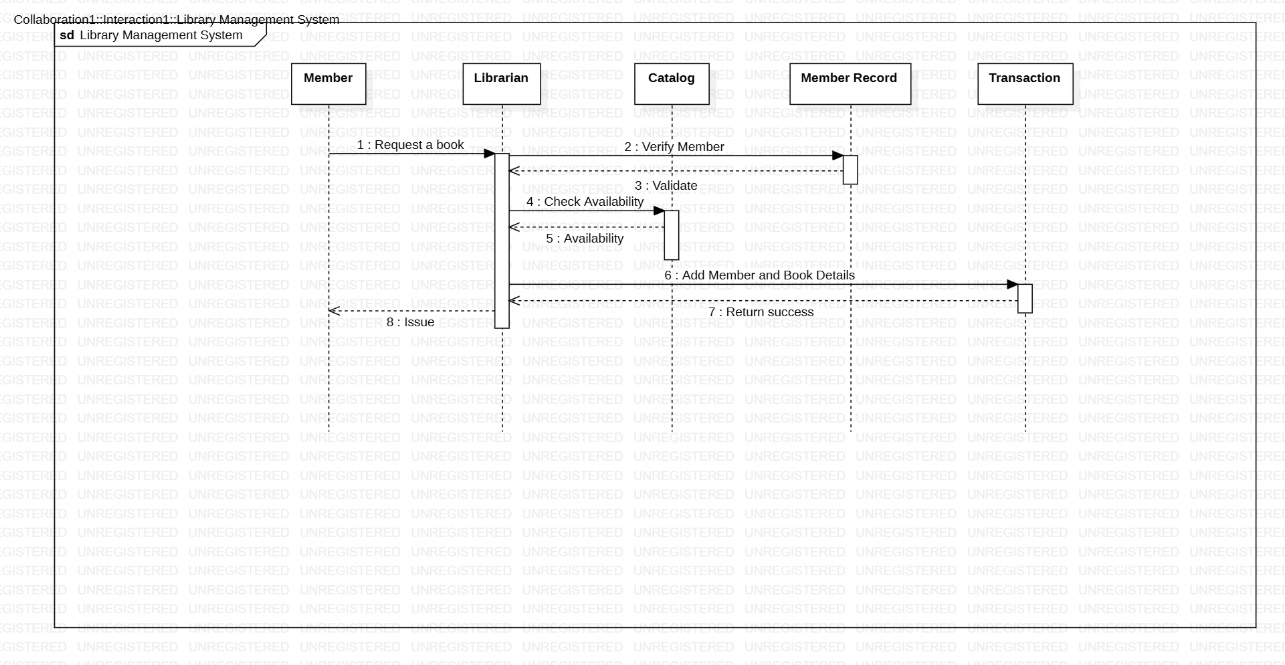 Collaboration1::Interaction1::Library Management System
sd Library Management System
Member
Librarian
Catalog
Member Record
Transaction
1 : Request a book
2 : Verify Member
3 : Validate
4 : Check Availability
5 : Availability
6 : Add Member and Book Details
7 : Return success
8 : Issue
UNREGISTERED